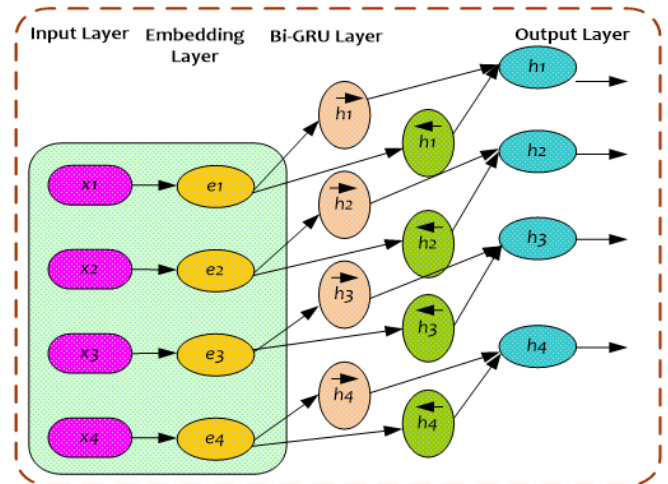 Input Layer
Embedding
Layer
Bi-GRU Layer
Output Layer
x1
e1
h1
h1
h1
x2
e2
h2
h2
h2
x3
e3
h3
h3
h3
x4
e4
h4
h4
h4